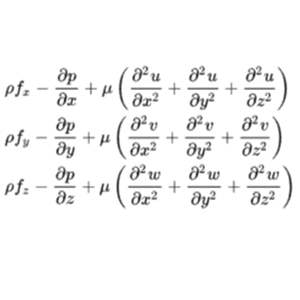 ρf_x − ∂p/∂x + μ(∂²u/∂x² + ∂²u/∂y² + ∂²u/∂z²)
ρf_y − ∂p/∂y + μ(∂²v/∂x² + ∂²v/∂y² + ∂²v/∂z²)
ρf_z − ∂p/∂z + μ(∂²w/∂x² + ∂²w/∂y² + ∂²w/∂z²)